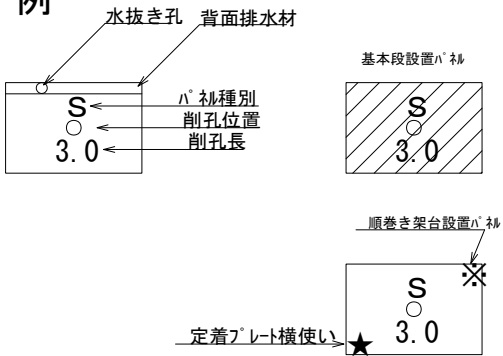 例
水抜き孔 背面排水材
S
パネル種別
削孔位置
3.0
削孔長
基本段設置パネル
S
3.0
順巻き架台設置パネル
※
S
3.0
★
定着プレート横使い